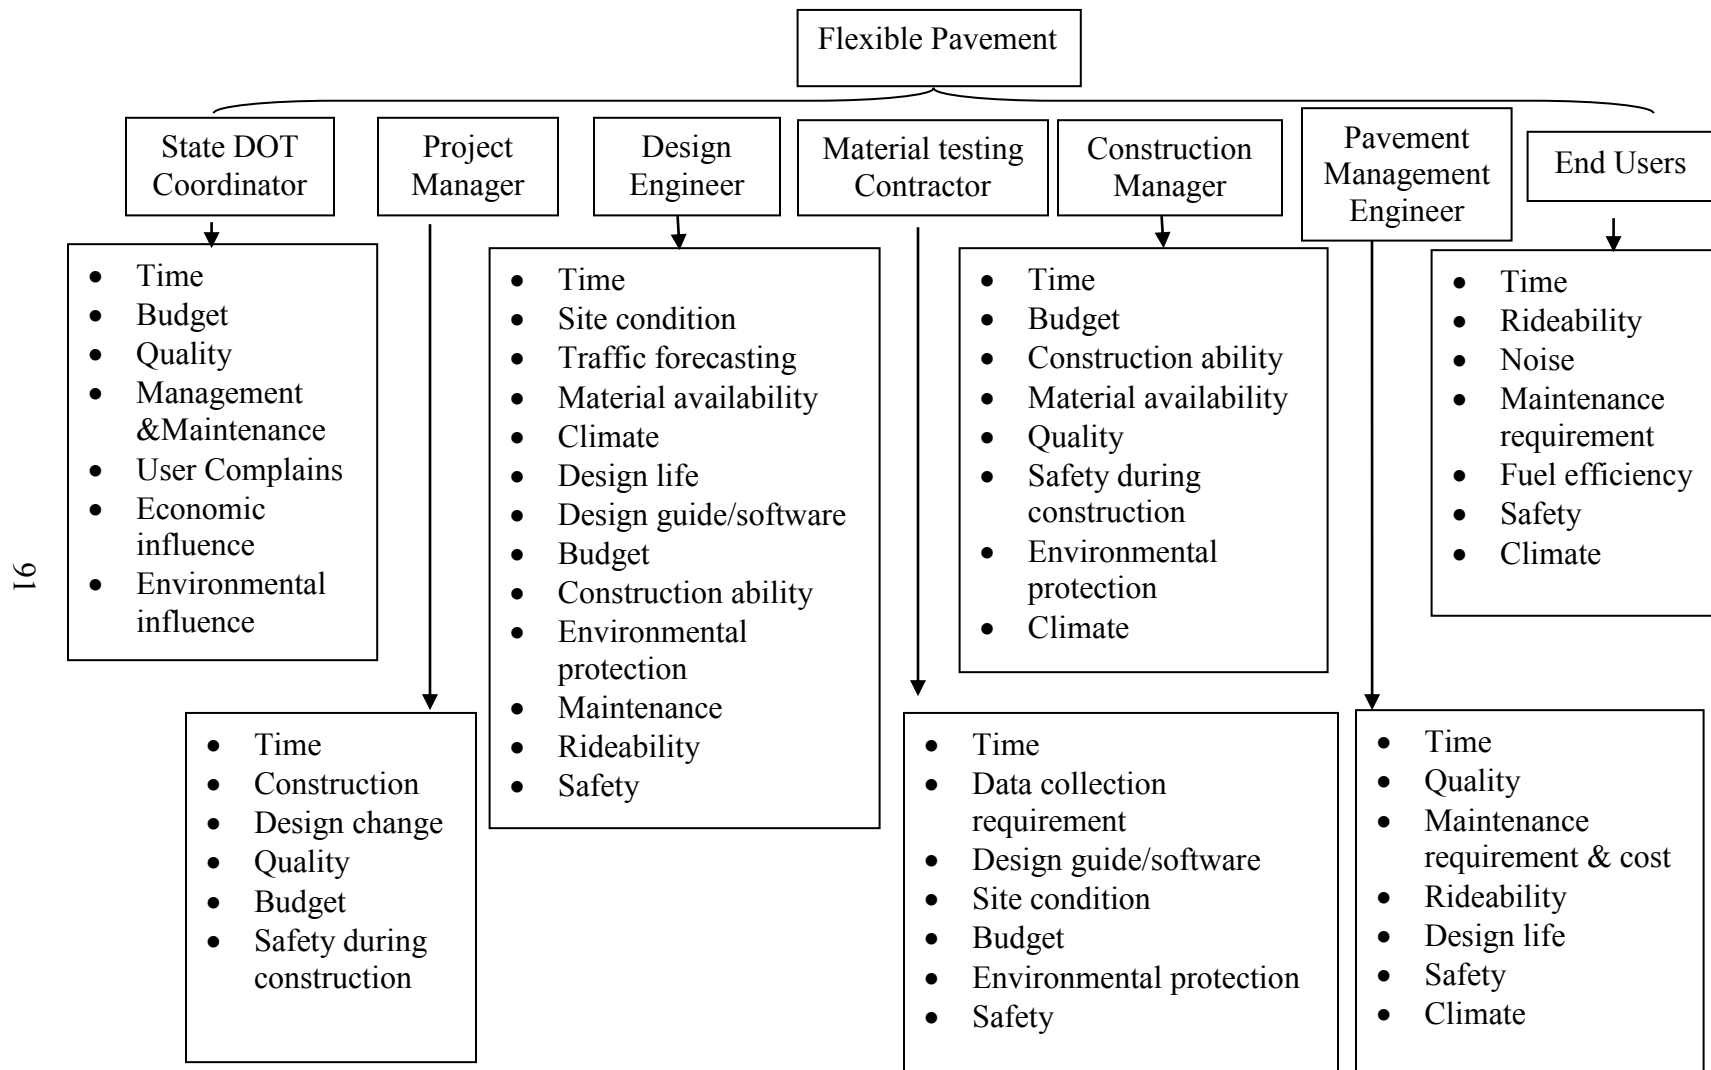 Flexible Pavement
State DOT
Coordinator
Project
Manager
Design
Engineer
Material testing
Contractor
Construction
Manager
Pavement
Management
Engineer
End Users
• Time
• Budget
• Quality
• Management
&Maintenance
• User Complains
• Economic
influence
• Environmental
influence
• Time
• Construction
• Design change
• Quality
• Budget
• Safety during
construction
• Time
• Site condition
• Traffic forecasting
• Material availability
• Climate
• Design life
• Design guide/software
• Budget
• Construction ability
• Environmental
protection
• Maintenance
• Rideability
• Safety
• Time
• Data collection
requirement
• Design guide/software
• Site condition
• Budget
• Environmental protection
• Safety
• Time
• Budget
• Construction ability
• Material availability
• Quality
• Safety during
construction
• Environmental
protection
• Climate
• Time
• Quality
• Maintenance
requirement & cost
• Rideability
• Design life
• Safety
• Climate
• Time
• Rideability
• Noise
• Maintenance
requirement
• Fuel efficiency
• Safety
• Climate
91